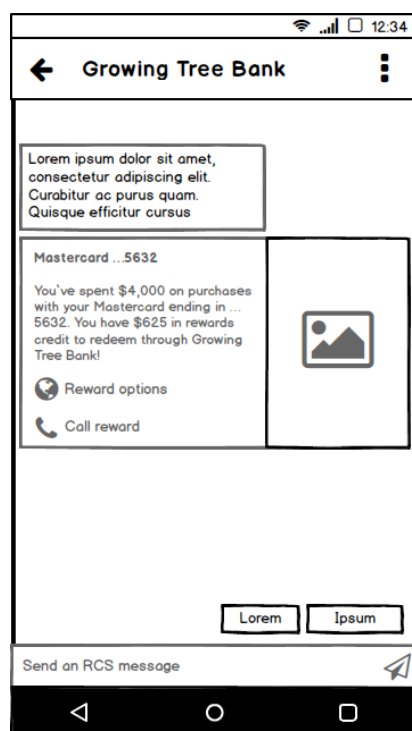 12:34
Growing Tree Bank
Lorem ipsum dolor sit amet,
consectetur adipiscing elit.
Curabitur ac purus quam.
Quisque efficitur cursus
Mastercard ...5632
You've spent $4,000 on purchases
with your Mastercard ending in ...
5632. You have $625 in rewards
credit to redeem through Growing
Tree Bank!
Reward options
Call reward
Lorem
Ipsum
Send an RCS message